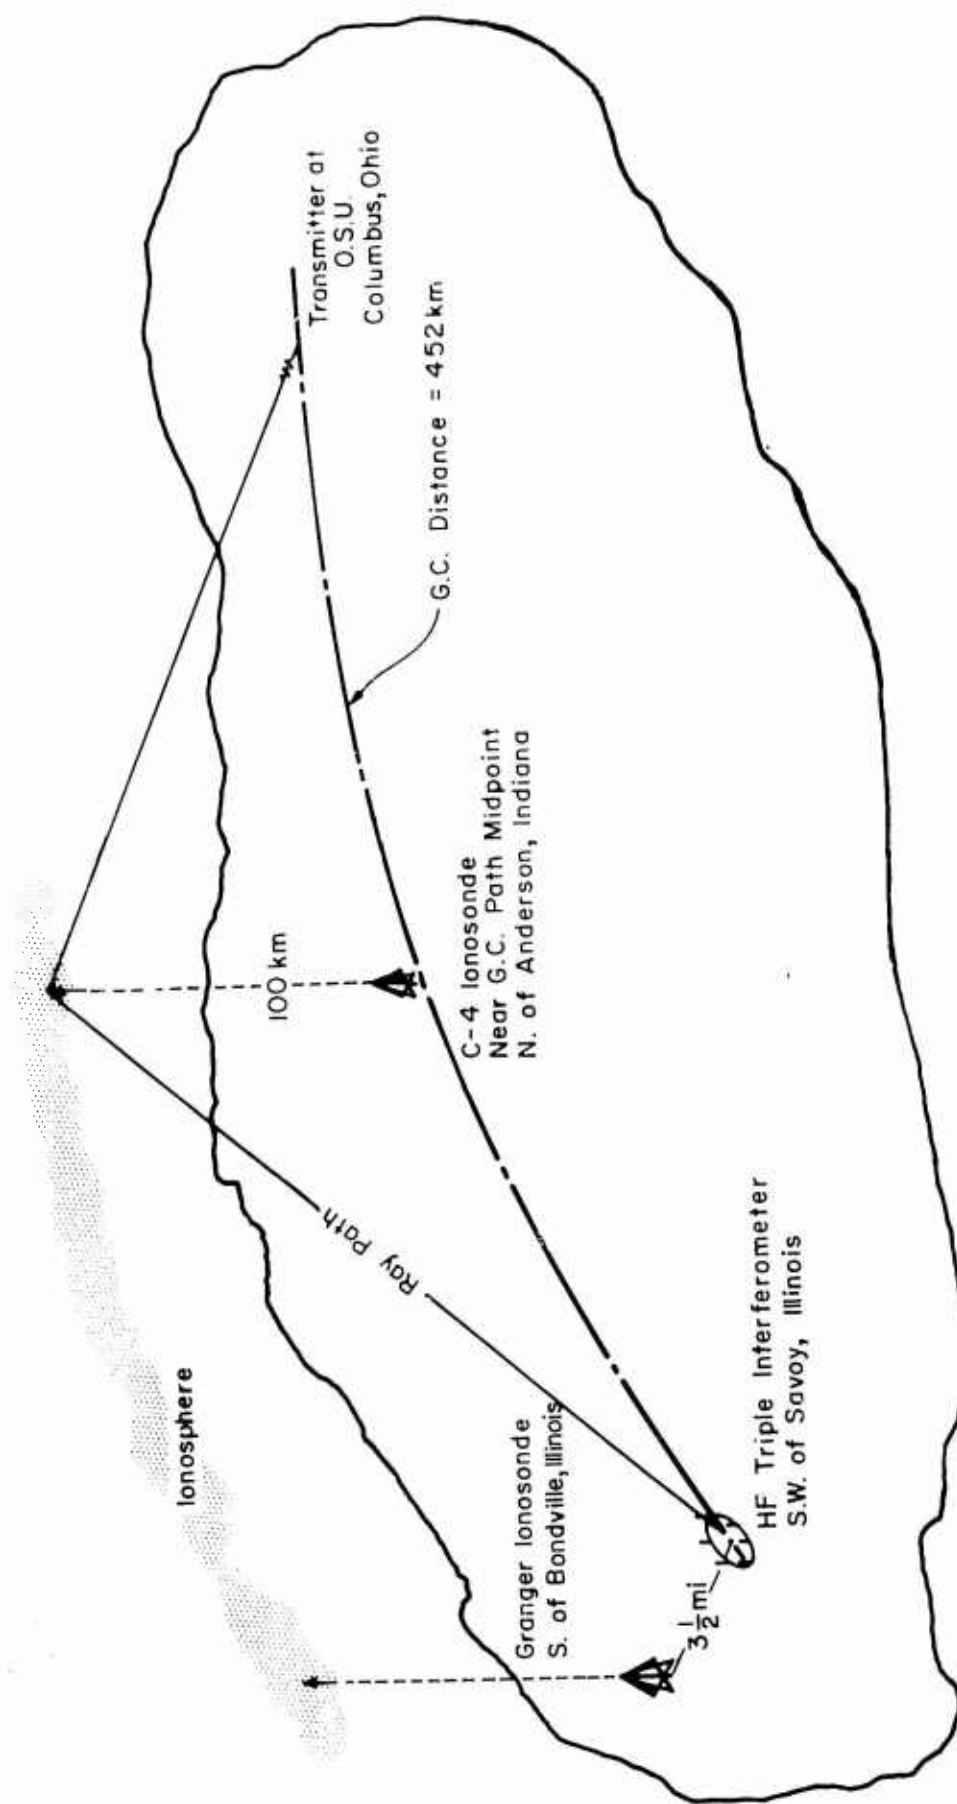 Ionosphere
Transmitter at
O.S.U.
Columbus, Ohio
100 km
G.C. Distance = 452 km
Ray Path
C-4 Ionosonde
Near G.C. Path Midpoint
N. of Anderson, Indiana
Granger Ionosonde
S. of Bondville, Illinois
3 1/2 mi
HF Triple Interferometer
S.W. of Savoy, Illinois